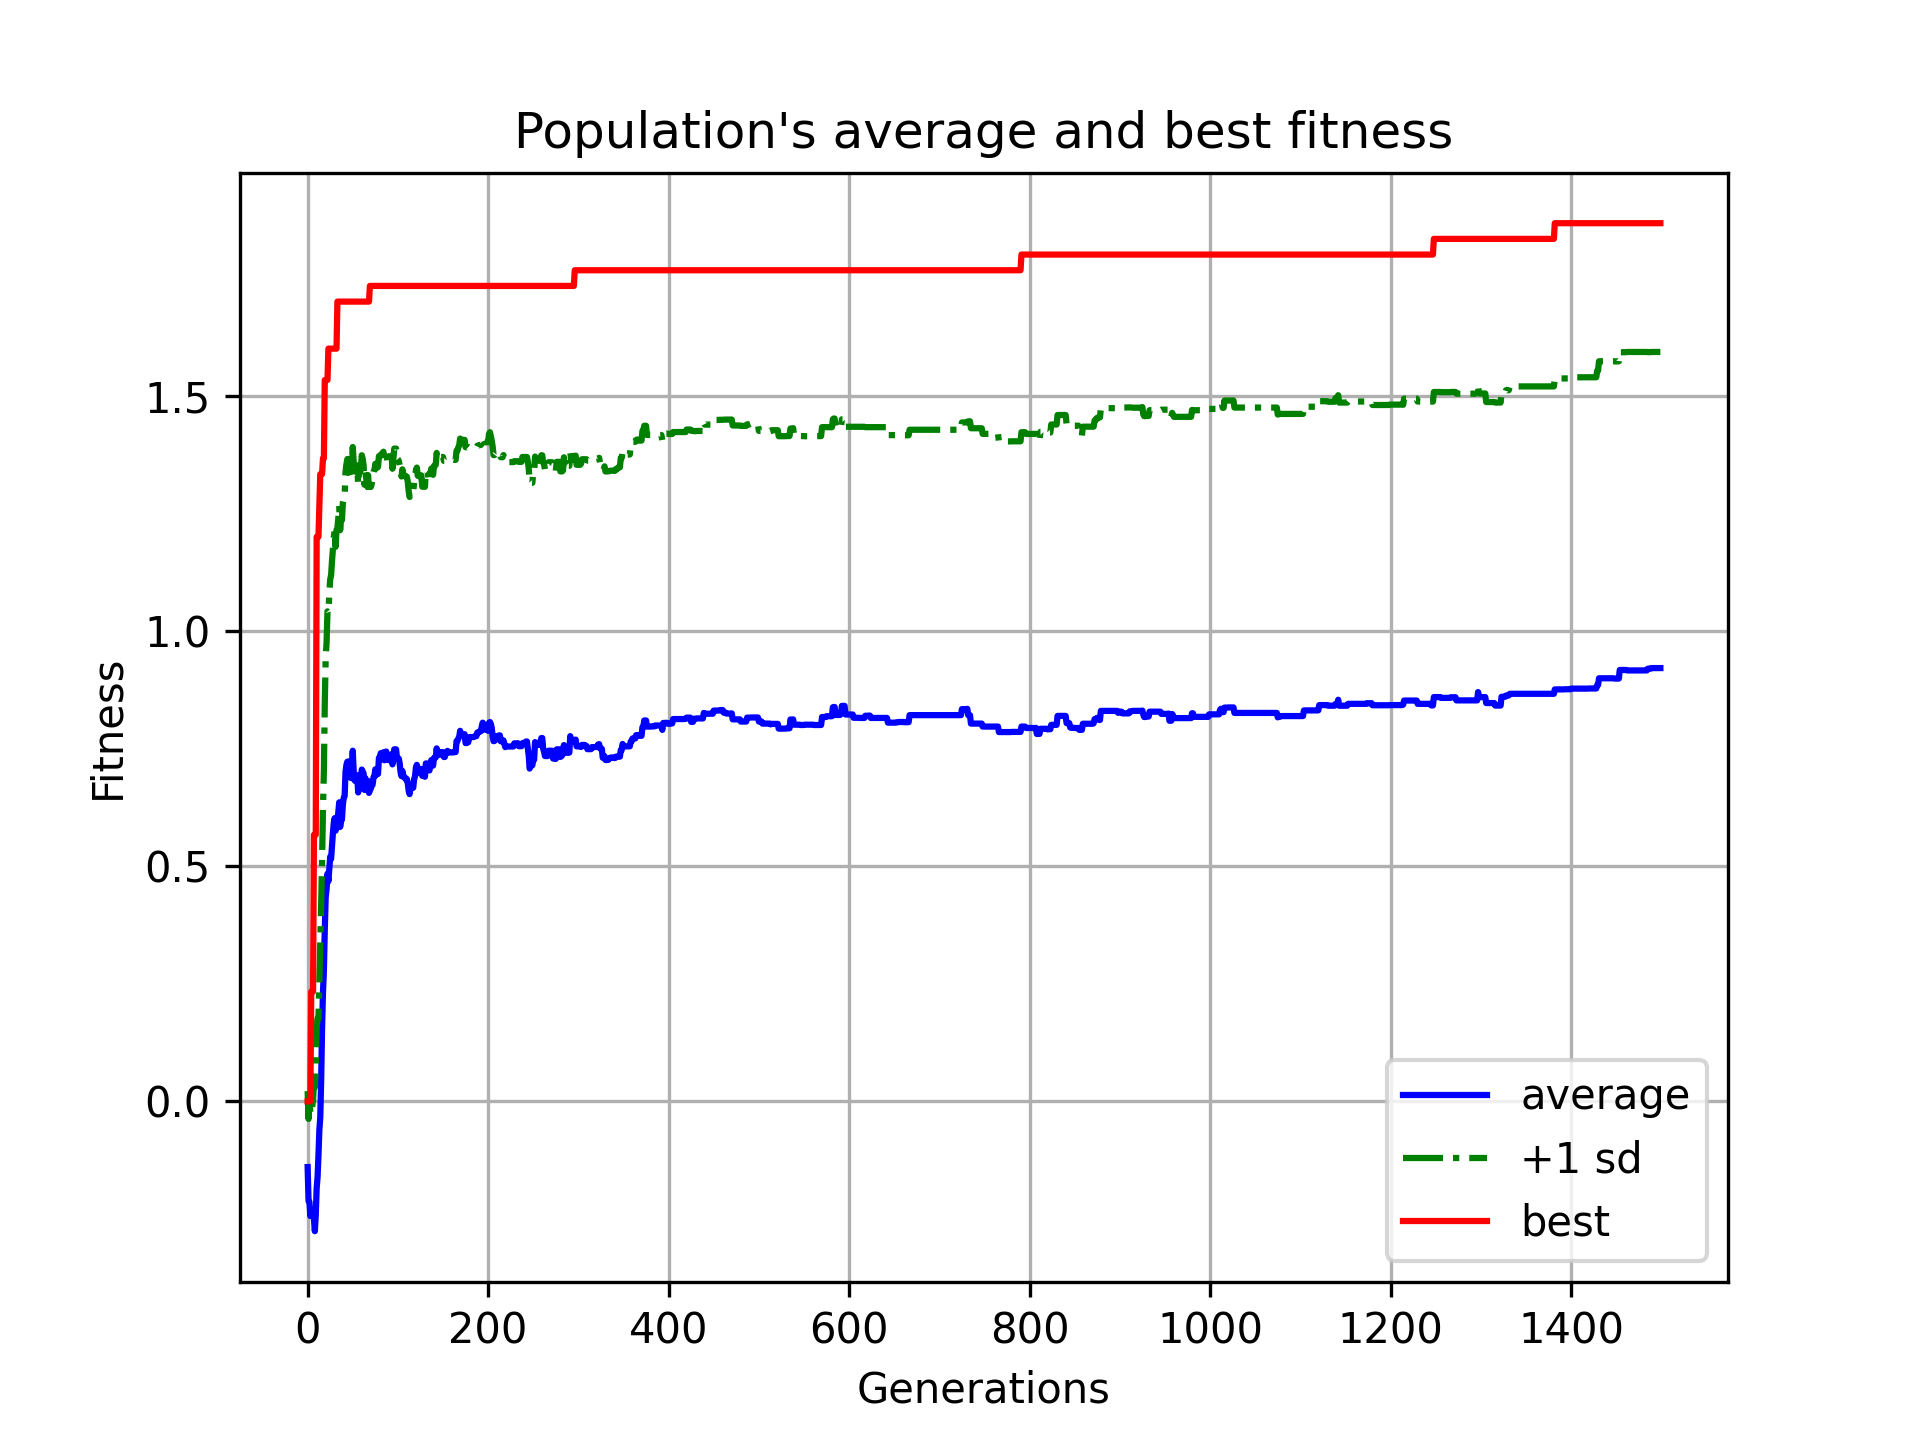 Population's average and best fitness
Fitness
1.5
1.0
0.5
0.0
average
+1 sd
best
0 200 400 600 800 1000 1200 1400
Generations